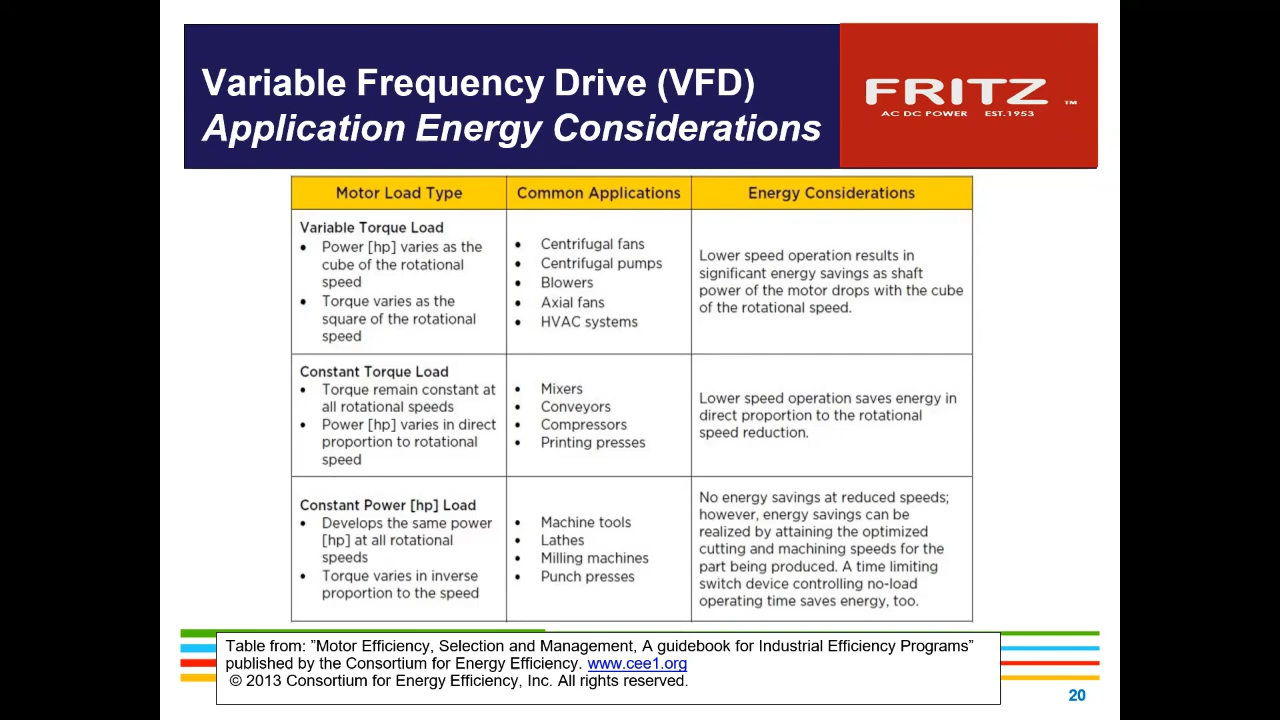 Variable Frequency Drive (VFD)
Application Energy Considerations
FRITZ ™
AC DC POWER EST.1953
Motor Load Type
Common Applications
Energy Considerations
Variable Torque Load
• Power [hp] varies as the
cube of the rotational
speed
• Torque varies as the
square of the rotational
speed
• Centrifugal fans
• Centrifugal pumps
• Blowers
• Axial fans
• HVAC systems
Lower speed operation results in
significant energy savings as shaft
power of the motor drops with the cube
of the rotational speed.
Constant Torque Load
• Torque remain constant at
all rotational speeds
• Power [hp] varies in direct
proportion to rotational
speed
• Mixers
• Conveyors
• Compressors
• Printing presses
Lower speed operation saves energy in
direct proportion to the rotational
speed reduction.
Constant Power [hp] Load
• Develops the same power
[hp] at all rotational
speeds
• Torque varies in inverse
proportion to the speed
• Machine tools
• Lathes
• Milling machines
• Punch presses
No energy savings at reduced speeds;
however, energy savings can be
realized by attaining the optimized
cutting and machining speeds for the
part being produced. A time limiting
switch device controlling no-load
operating time saves energy, too.
Table from: ”Motor Efficiency, Selection and Management, A guidebook for Industrial Efficiency Programs”
published by the Consortium for Energy Efficiency. www.cee1.org
© 2013 Consortium for Energy Efficiency, Inc. All rights reserved.
20